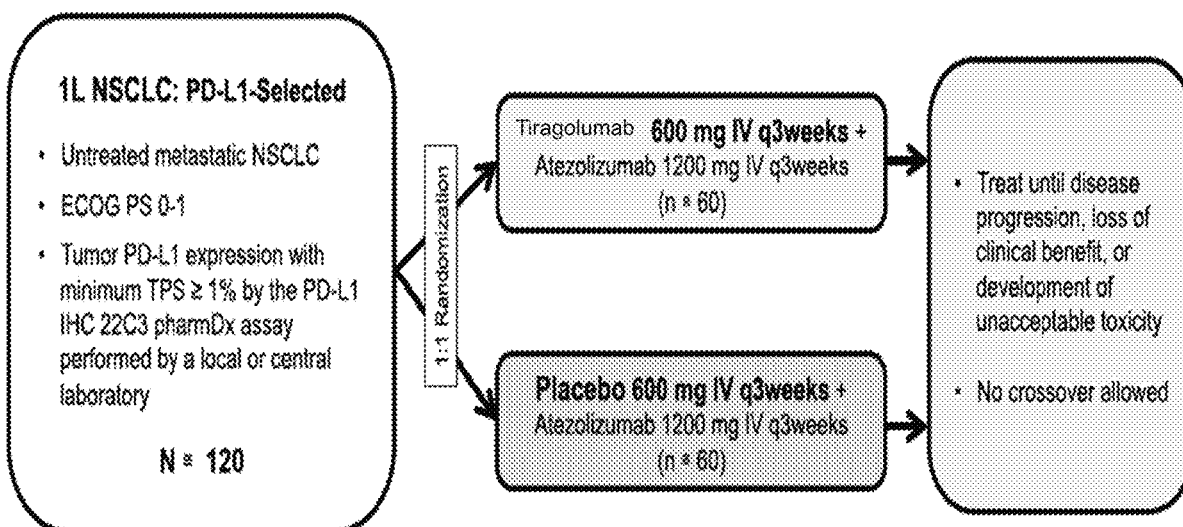 1L NSCLC: PD-L1-Selected
• Untreated metastatic NSCLC
• ECOG PS 0-1
• Tumor PD-L1 expression with
minimum TPS ≥ 1% by the PD-L1
IHC 22C3 pharmDx assay
performed by a local or central
laboratory
N = 120
1:1 Randomization
Tiragolumab 600 mg IV q3weeks +
Atezolizumab 1200 mg IV q3weeks
(n = 60)
Placebo 600 mg IV q3weeks +
Atezolizumab 1200 mg IV q3weeks
(n = 60)
• Treat until disease
progression, loss of
clinical benefit, or
development of
unacceptable toxicity
• No crossover allowed